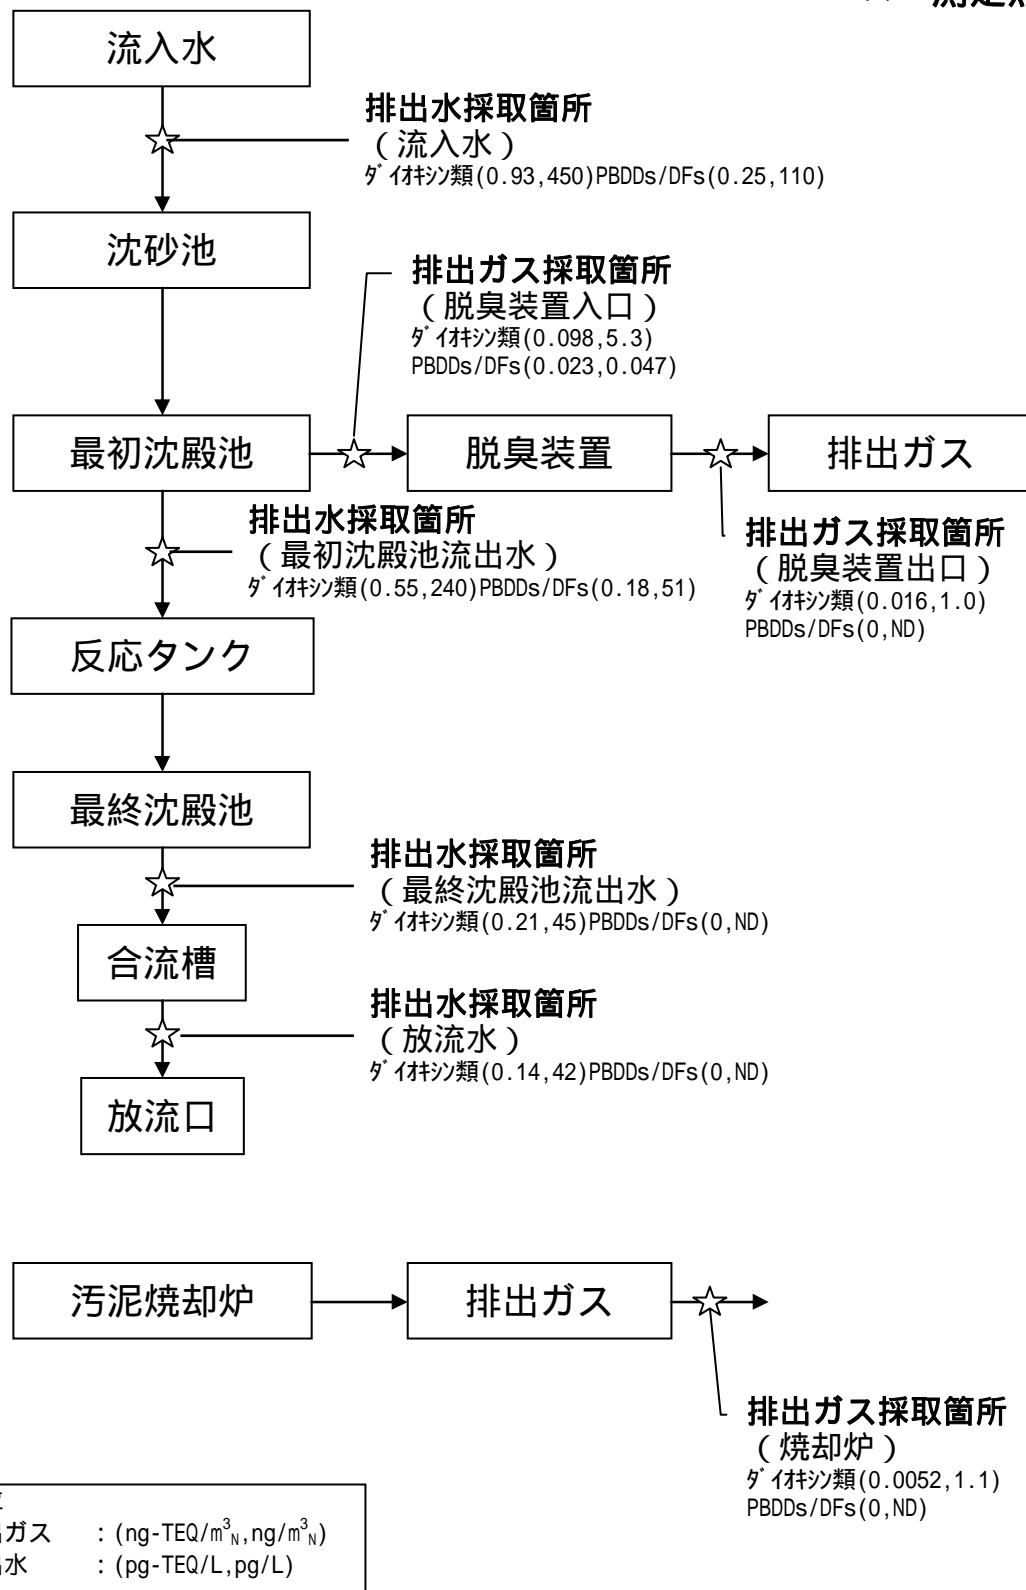 流入水
排出水採取箇所
（流入水）
ﾀﾞｲｵｷｼﾝ類(0.93,450)PBDDs/DFs(0.25,110)
沈砂池
排出ガス採取箇所
（脱臭装置入口）
ﾀﾞｲｵｷｼﾝ類(0.098,5.3)
PBDDs/DFs(0.023,0.047)
最初沈殿池
脱臭装置
排出ガス
排出水採取箇所
（最初沈殿池流出水）
ﾀﾞｲｵｷｼﾝ類(0.55,240)PBDDs/DFs(0.18,51)
排出ガス採取箇所
（脱臭装置出口）
ﾀﾞｲｵｷｼﾝ類(0.016,1.0)
PBDDs/DFs(0,ND)
反応タンク
最終沈殿池
排出水採取箇所
（最終沈殿池流出水）
ﾀﾞｲｵｷｼﾝ類(0.21,45)PBDDs/DFs(0,ND)
合流槽
排出水採取箇所
（放流水）
ﾀﾞｲｵｷｼﾝ類(0.14,42)PBDDs/DFs(0,ND)
放流口
汚泥焼却炉
排出ガス
排出ガス採取箇所
（焼却炉）
ﾀﾞｲｵｷｼﾝ類(0.0052,1.1)
PBDDs/DFs(0,ND)
ガス　：(ng-TEQ/m³N,ng/m³N)
水　：(pg-TEQ/L,pg/L)